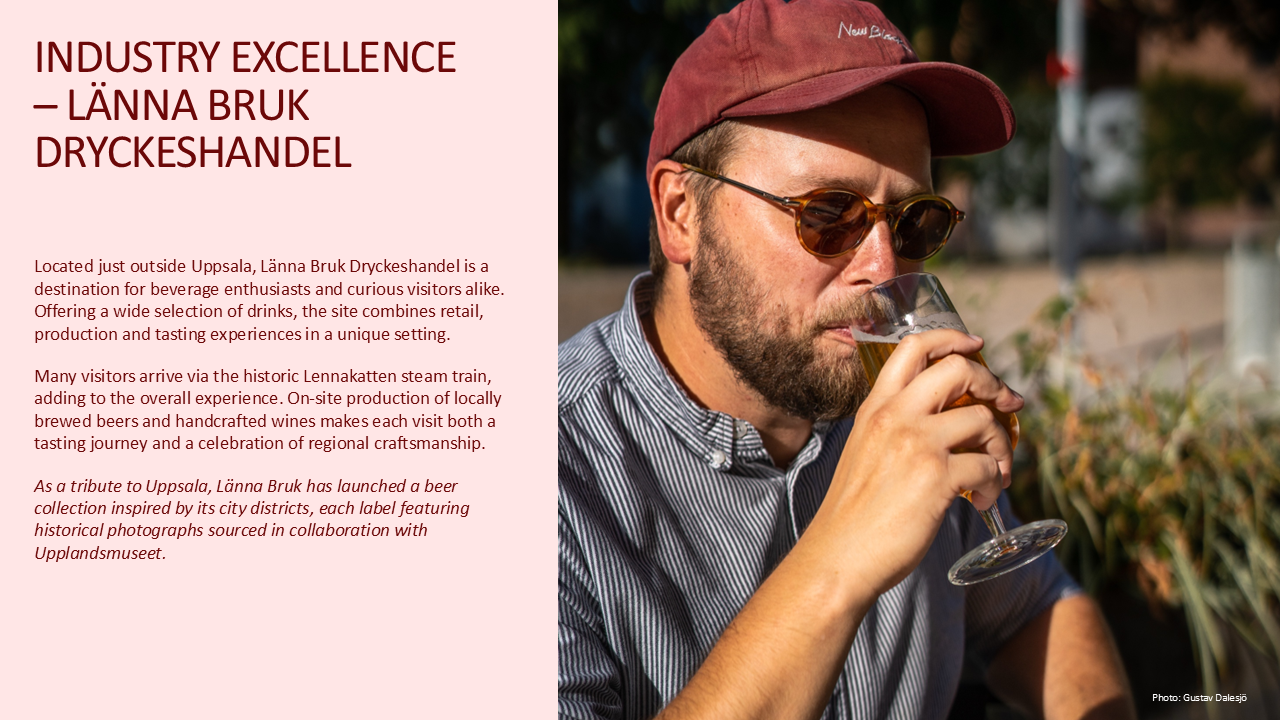 INDUSTRY EXCELLENCE
– LÄNNA BRUK
DRYCKESHANDEL
Located just outside Uppsala, Länna Bruk Dryckeshandel is a
destination for beverage enthusiasts and curious visitors alike.
Offering a wide selection of drinks, the site combines retail,
production and tasting experiences in a unique setting.
Many visitors arrive via the historic Lennakatten steam train,
adding to the overall experience. On-site production of locally
brewed beers and handcrafted wines makes each visit both a
tasting journey and a celebration of regional craftsmanship.
As a tribute to Uppsala, Länna Bruk has launched a beer
collection inspired by its city districts, each label featuring
historical photographs sourced in collaboration with
Upplandsmuseet.
New
Photo: Gustav Dalesjö